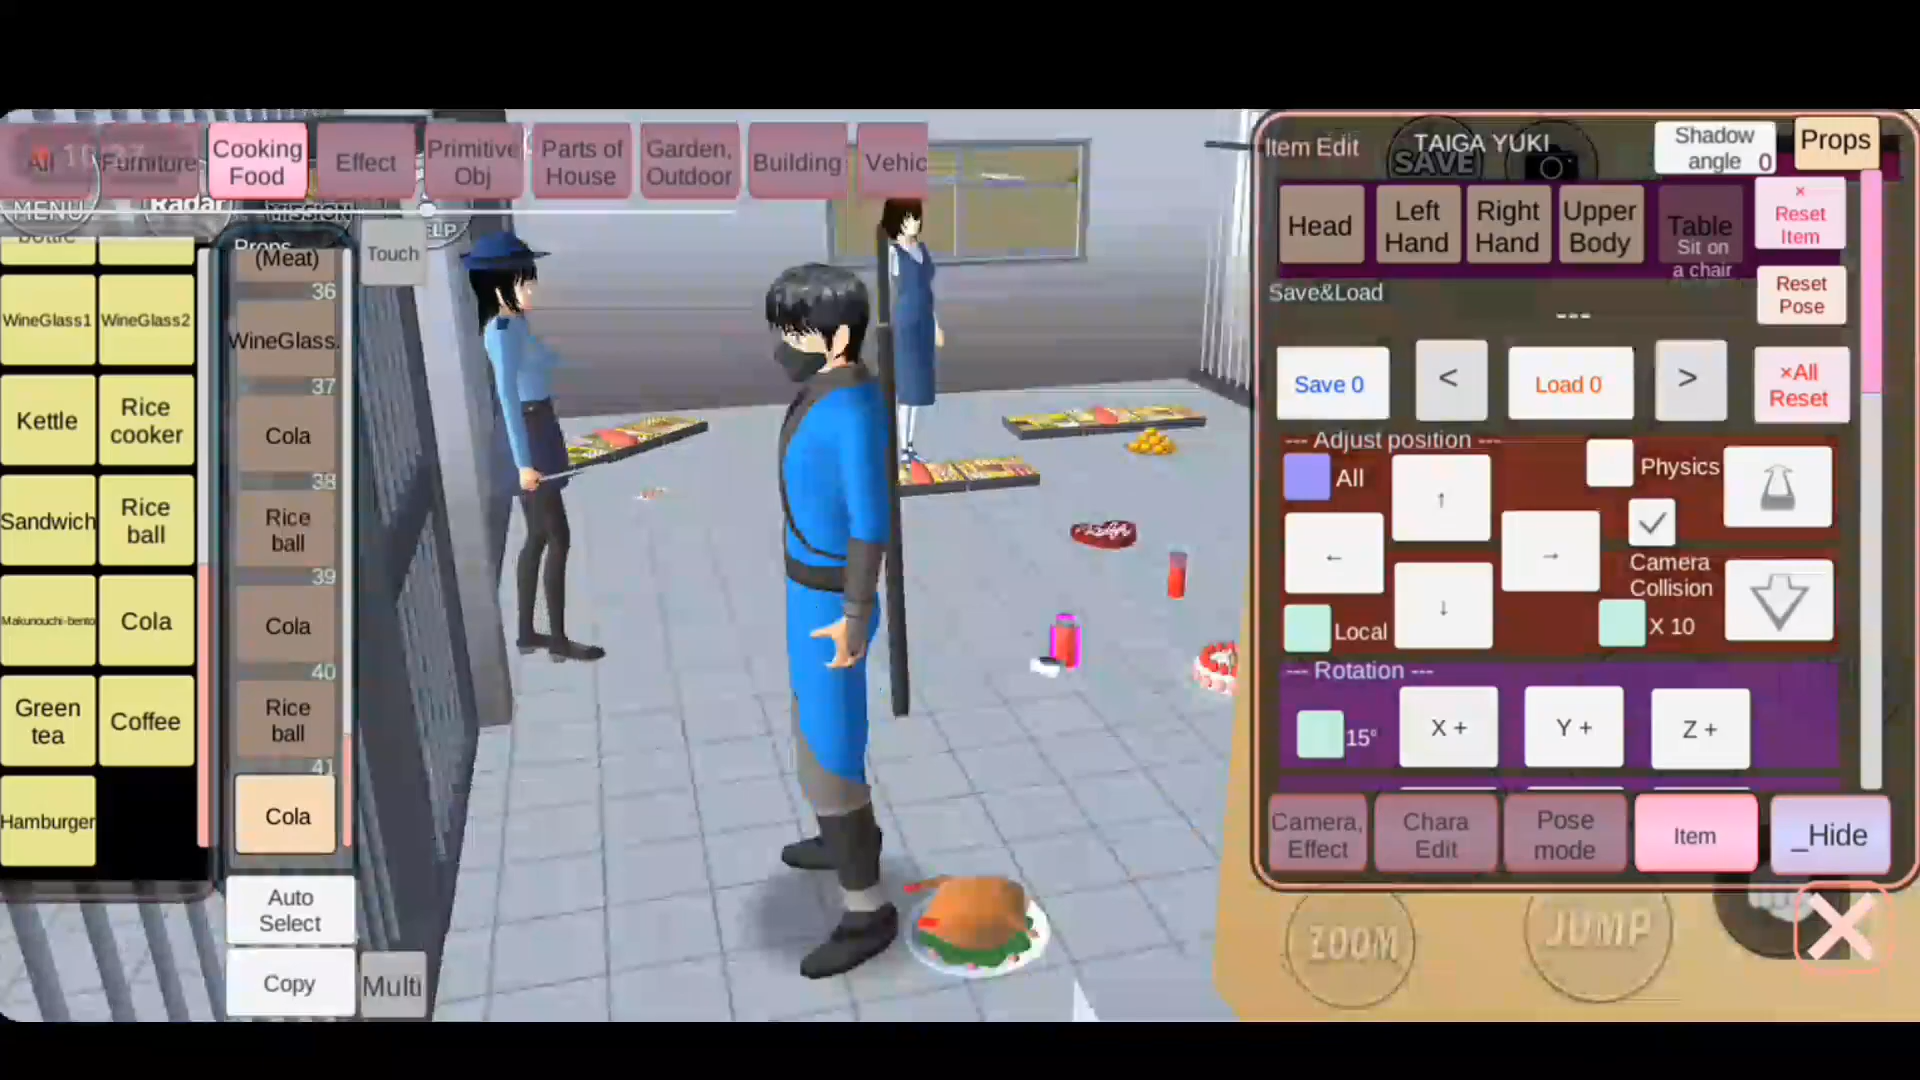 All
Furniture
Cooking
Food
Effect
Primitive
Obj
Parts of
House
Garden,
Outdoor
Building
Vehic
MENU
Radar
MISSION
ELP
bottle
WineGlass1
WineGlass2
Kettle
Rice
cooker
Sandwich
Rice
ball
Makunouchi-bento
Cola
Green
tea
Coffee
Hamburger
Props
(Meat)
36
WineGlass.
37
Cola
38
Rice
ball
39
Cola
40
Rice
ball
41
Cola
Auto
Select
Copy
Multi
Touch
Item Edit
TAIGA YUKI
SAVE
Shadow
angle 0
Props
Head
Left
Hand
Right
Hand
Upper
Body
Table
Sit on
a chair
×
Reset
Item
Reset
Pose
Save&Load
---
Save 0
<
Load 0
>
×All
Reset
--- Adjust position ---
All
↑
Physics
←
→
Camera
Collision
Local
↓
X 10
--- Rotation ---
15°
X +
Y +
Z +
Camera,
Effect
Chara
Edit
Pose
mode
Item
_Hide
ZOOM
JUMP